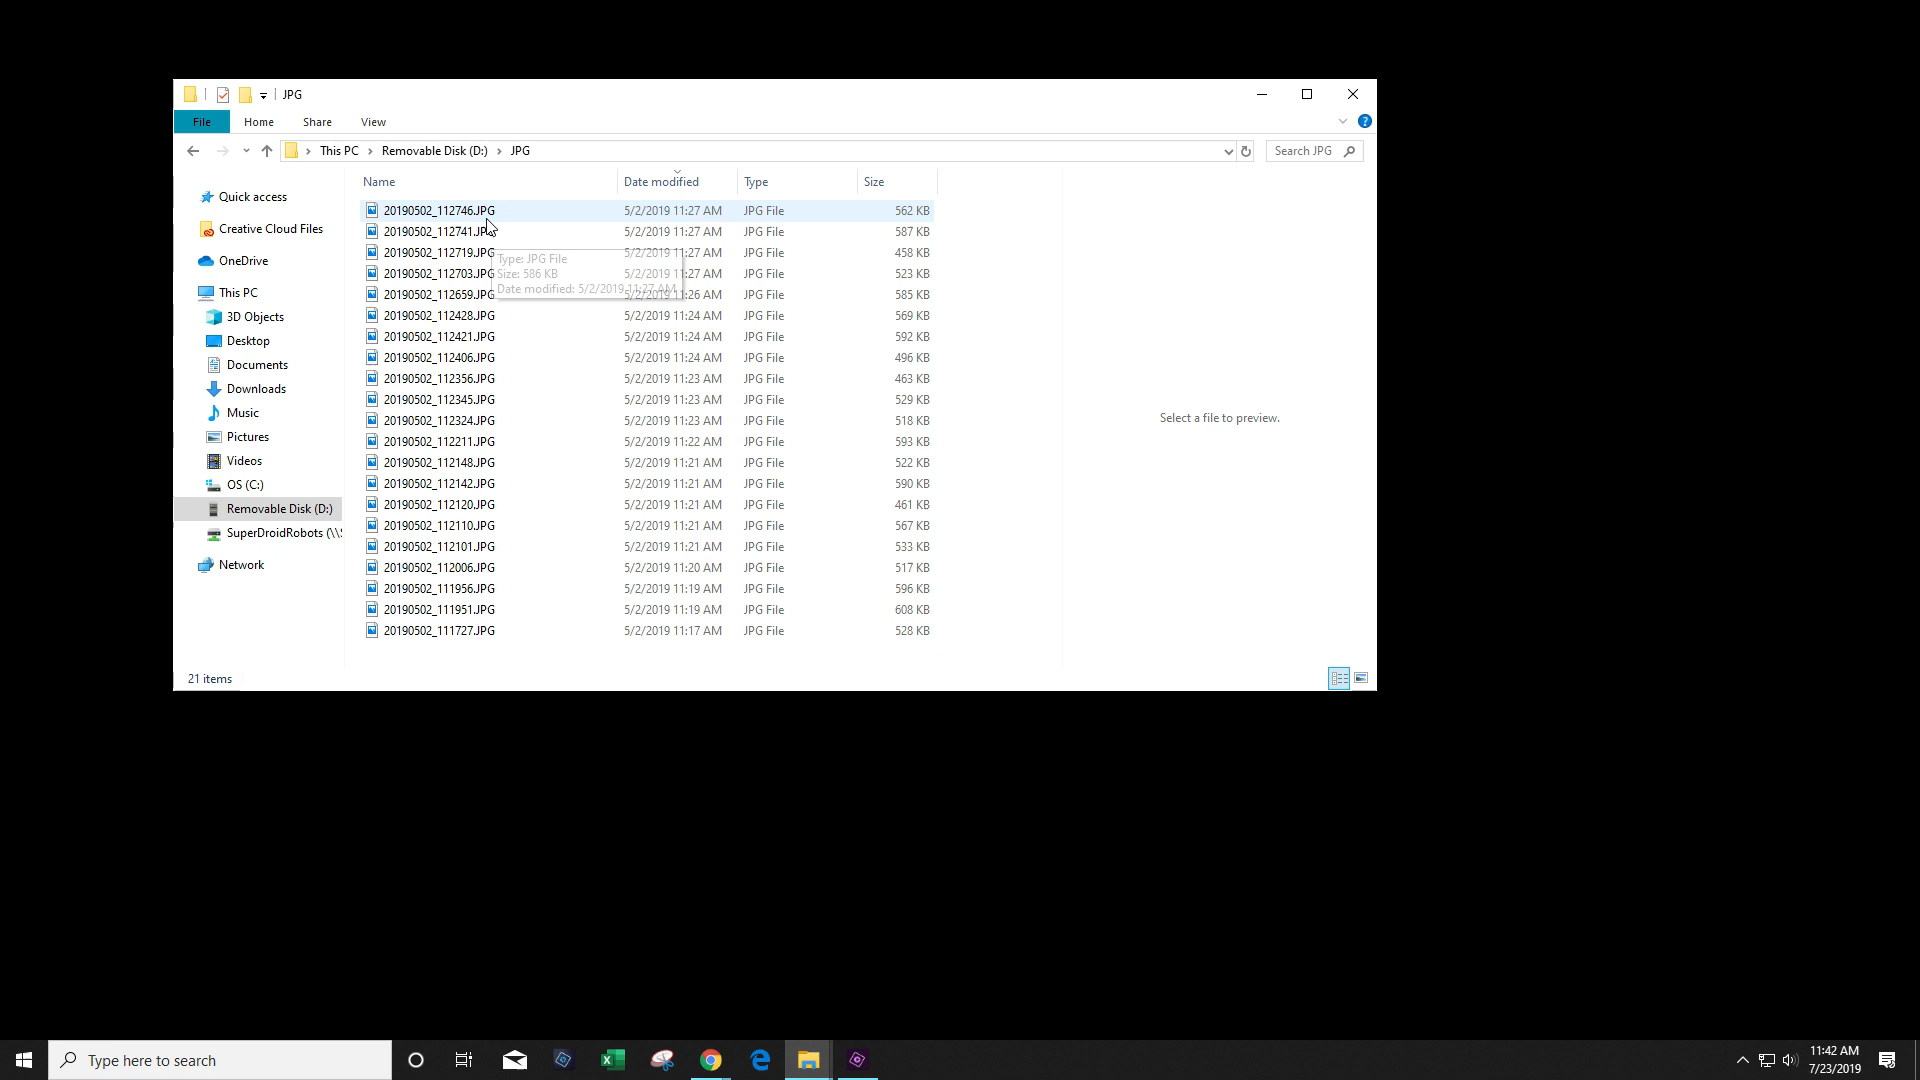 JPG
File Home Share View
This PC Removable Disk (D:) JPG
Search JPG
Name Date modified Type Size
Quick access
Creative Cloud Files
OneDrive
This PC
3D Objects
Desktop
Documents
Downloads
Music
Pictures
Videos
OS (C:)
Removable Disk (D:)
SuperDroidRobots (\\S
Network
20190502_112746.JPG 5/2/2019 11:27 AM JPG File 562 KB
20190502_112741.JPG 5/2/2019 11:27 AM JPG File 587 KB
20190502_112719.JPG 5/2/2019 11:27 AM JPG File 458 KB
20190502_112703.JPG 5/2/2019 11:27 AM JPG File 523 KB
20190502_112659.JPG 5/2/2019 11:26 AM JPG File 585 KB
20190502_112428.JPG 5/2/2019 11:24 AM JPG File 569 KB
20190502_112421.JPG 5/2/2019 11:24 AM JPG File 592 KB
20190502_112406.JPG 5/2/2019 11:24 AM JPG File 496 KB
20190502_112356.JPG 5/2/2019 11:23 AM JPG File 463 KB
20190502_112345.JPG 5/2/2019 11:23 AM JPG File 529 KB
20190502_112324.JPG 5/2/2019 11:23 AM JPG File 518 KB
20190502_112211.JPG 5/2/2019 11:22 AM JPG File 593 KB
20190502_112148.JPG 5/2/2019 11:21 AM JPG File 522 KB
20190502_112142.JPG 5/2/2019 11:21 AM JPG File 590 KB
20190502_112120.JPG 5/2/2019 11:21 AM JPG File 461 KB
20190502_112110.JPG 5/2/2019 11:21 AM JPG File 567 KB
20190502_112101.JPG 5/2/2019 11:21 AM JPG File 533 KB
20190502_112006.JPG 5/2/2019 11:20 AM JPG File 517 KB
20190502_111956.JPG 5/2/2019 11:19 AM JPG File 596 KB
20190502_111951.JPG 5/2/2019 11:19 AM JPG File 608 KB
20190502_111727.JPG 5/2/2019 11:17 AM JPG File 528 KB
Type: JPG File
Size: 586 KB
Date modified: 5/2/2019 11:27 AM
Select a file to preview.
21 items
Type here to search
11:42 AM
7/23/2019